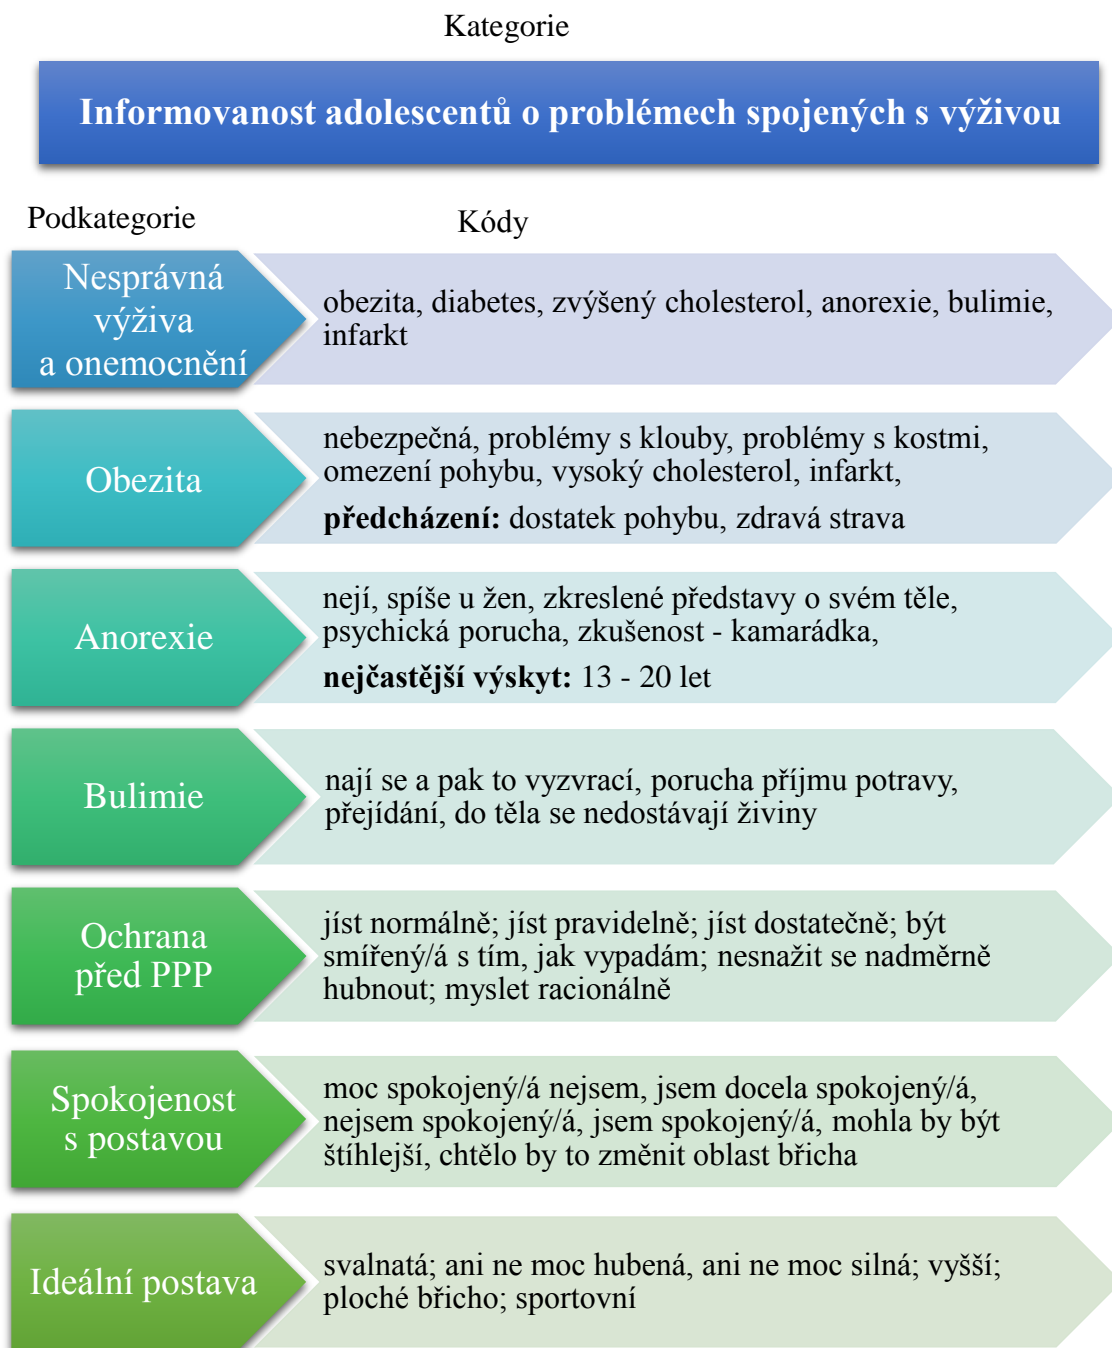 Kategorie
Informovanost adolescentů o problémech spojených s výživou
Podkategorie
Kódy
Nesprávná
výživa
a onemocnění
obezita, diabetes, zvýšený cholesterol, anorexie, bulimie,
infarkt
Obezita
nebezpečná, problémy s klouby, problémy s kostmi,
omezení pohybu, vysoký cholesterol, infarkt,
předcházení: dostatek pohybu, zdravá strava
Anorexie
nejí, spíše u žen, zkreslené představy o svém těle,
psychická porucha, zkušenost - kamarádka,
nejčastější výskyt: 13 - 20 let
Bulimie
nají se a pak to vyzvrací, porucha příjmu potravy,
přejídání, do těla se nedostávají živiny
Ochrana
před PPP
jíst normálně; jíst pravidelně; jíst dostatečně; být
smířený/á s tím, jak vypadám; nesnažit se nadměrně
hubnout; myslet racionálně
Spokojenost
s postavou
moc spokojený/á nejsem, jsem docela spokojený/á,
nejsem spokojený/á, jsem spokojený/á, mohla by být
štíhlejší, chtělo by to změnit oblast břicha
Ideální postava
svalnatá; ani ne moc hubená, ani ne moc silná; vyšší;
ploché břicho; sportovní